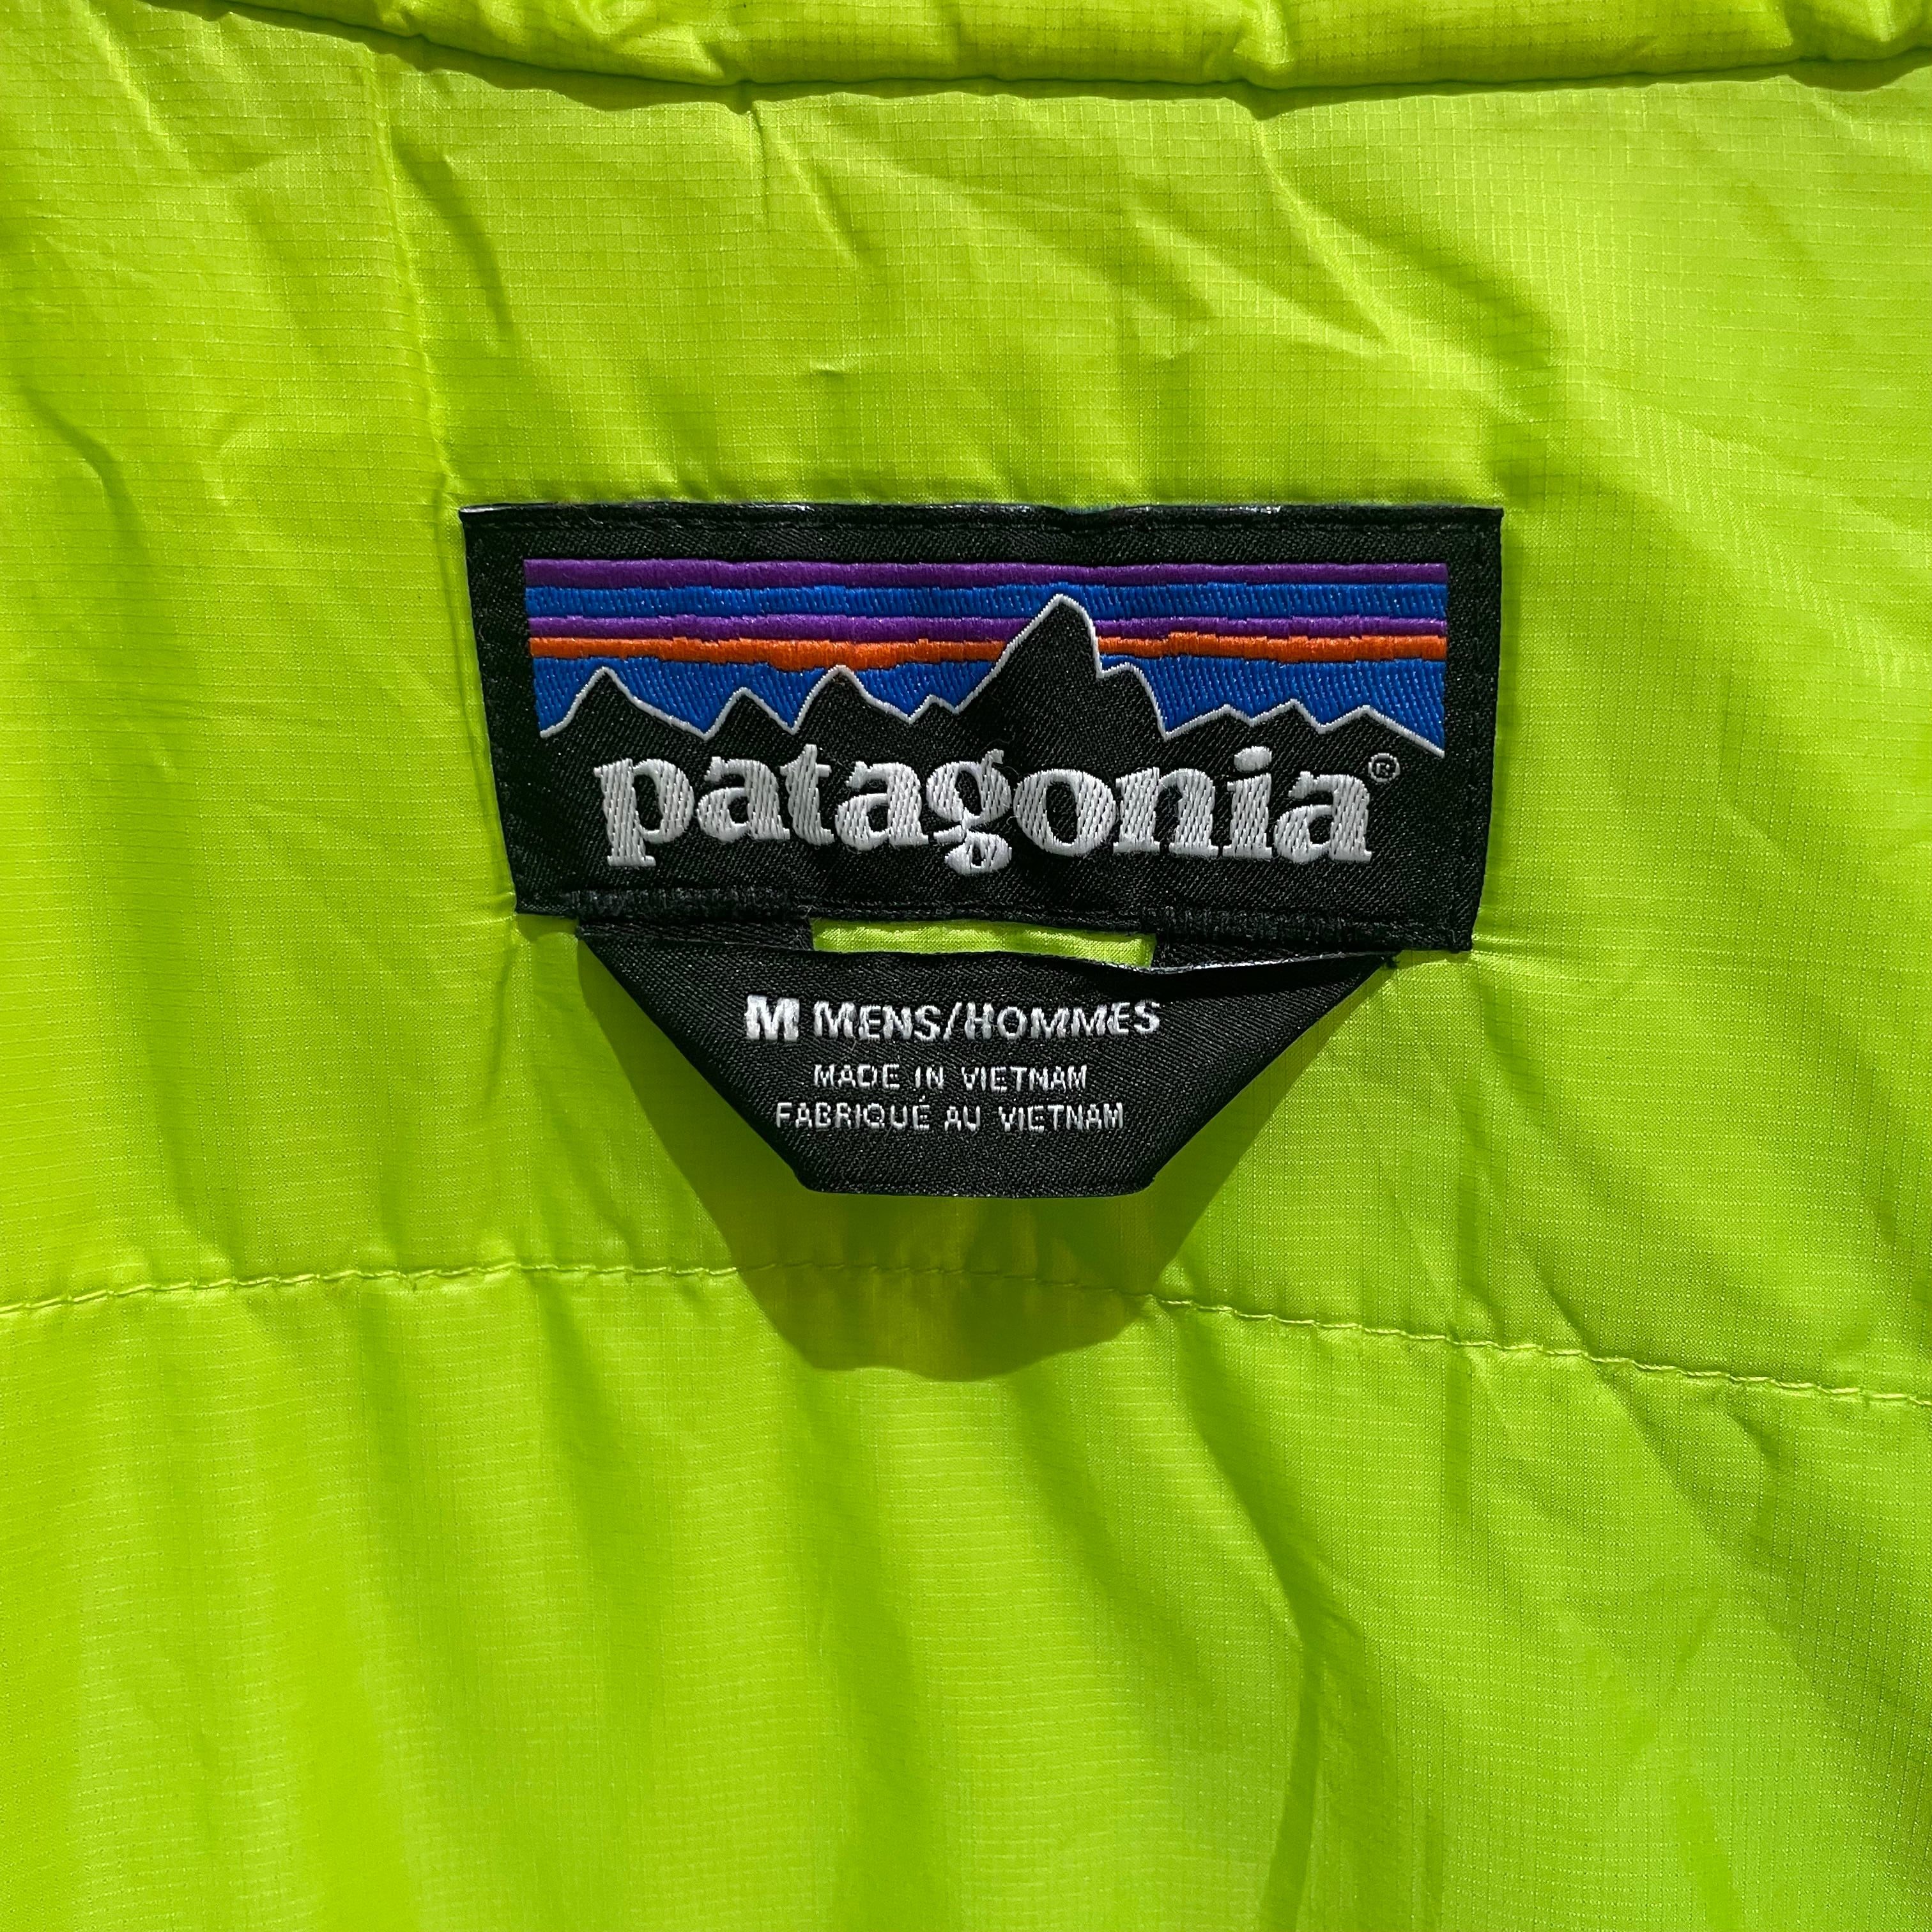 patagonia®
M MENS/HOMMES
MADE IN VIETNAM
FABRIQUÉ AU VIETNAM